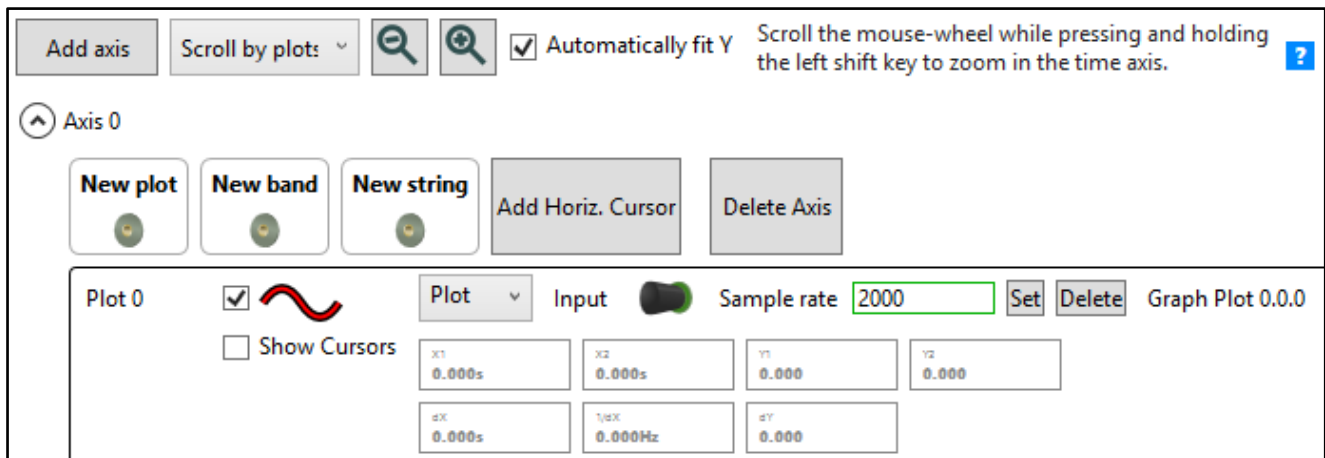 Add axis
Scroll by plots
Automatically fit Y
Scroll the mouse-wheel while pressing and holding
the left shift key to zoom in the time axis.
?
Axis 0
New plot
New band
New string
Add Horiz. Cursor
Delete Axis
Plot 0
Plot
Input
Sample rate
2000
Set
Delete
Graph Plot 0.0.0
Show Cursors
X1
0.000s
X2
0.000s
Y1
0.000
Y2
0.000
dX
0.000s
1/dX
0.000Hz
dY
0.000